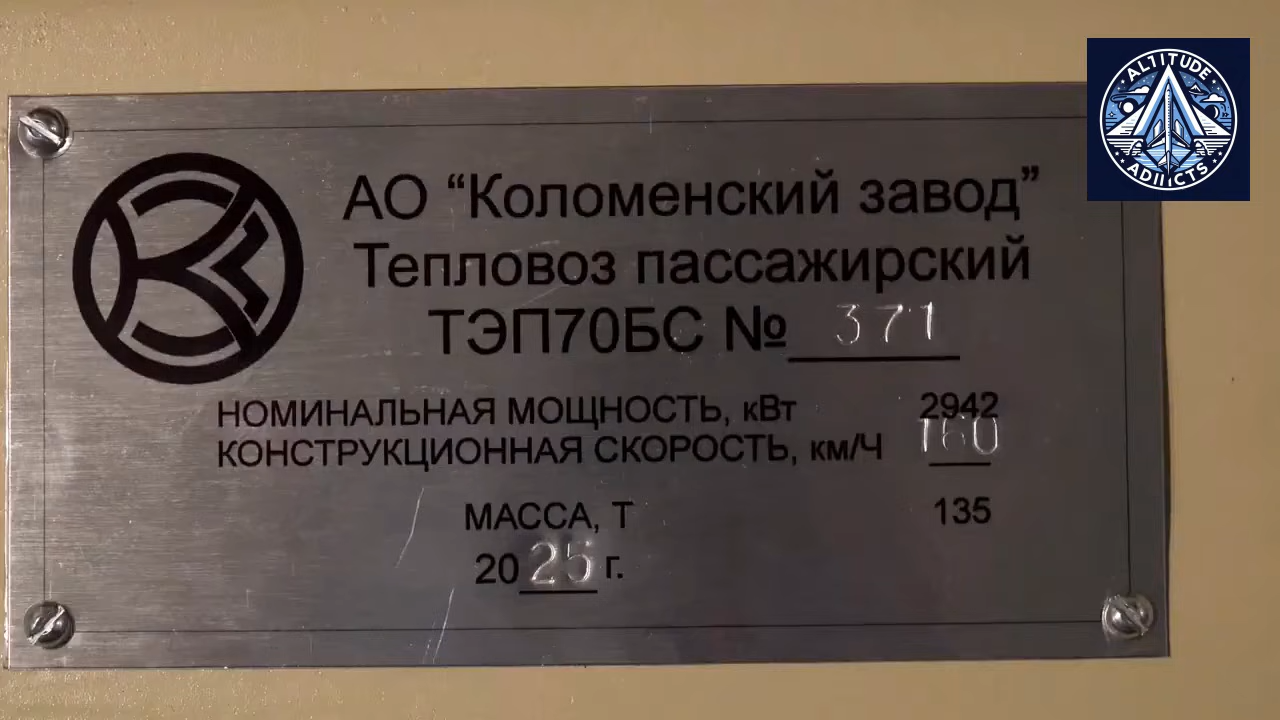 АО “Коломенский завод”
Тепловоз пассажирский
ТЭП70БС № 371
НОМИНАЛЬНАЯ МОЩНОСТЬ, кВт 2942
КОНСТРУКЦИОННАЯ СКОРОСТЬ, км/Ч 160
МАССА, Т 135
2025 г.
ALTITUDE
ADIIICTS